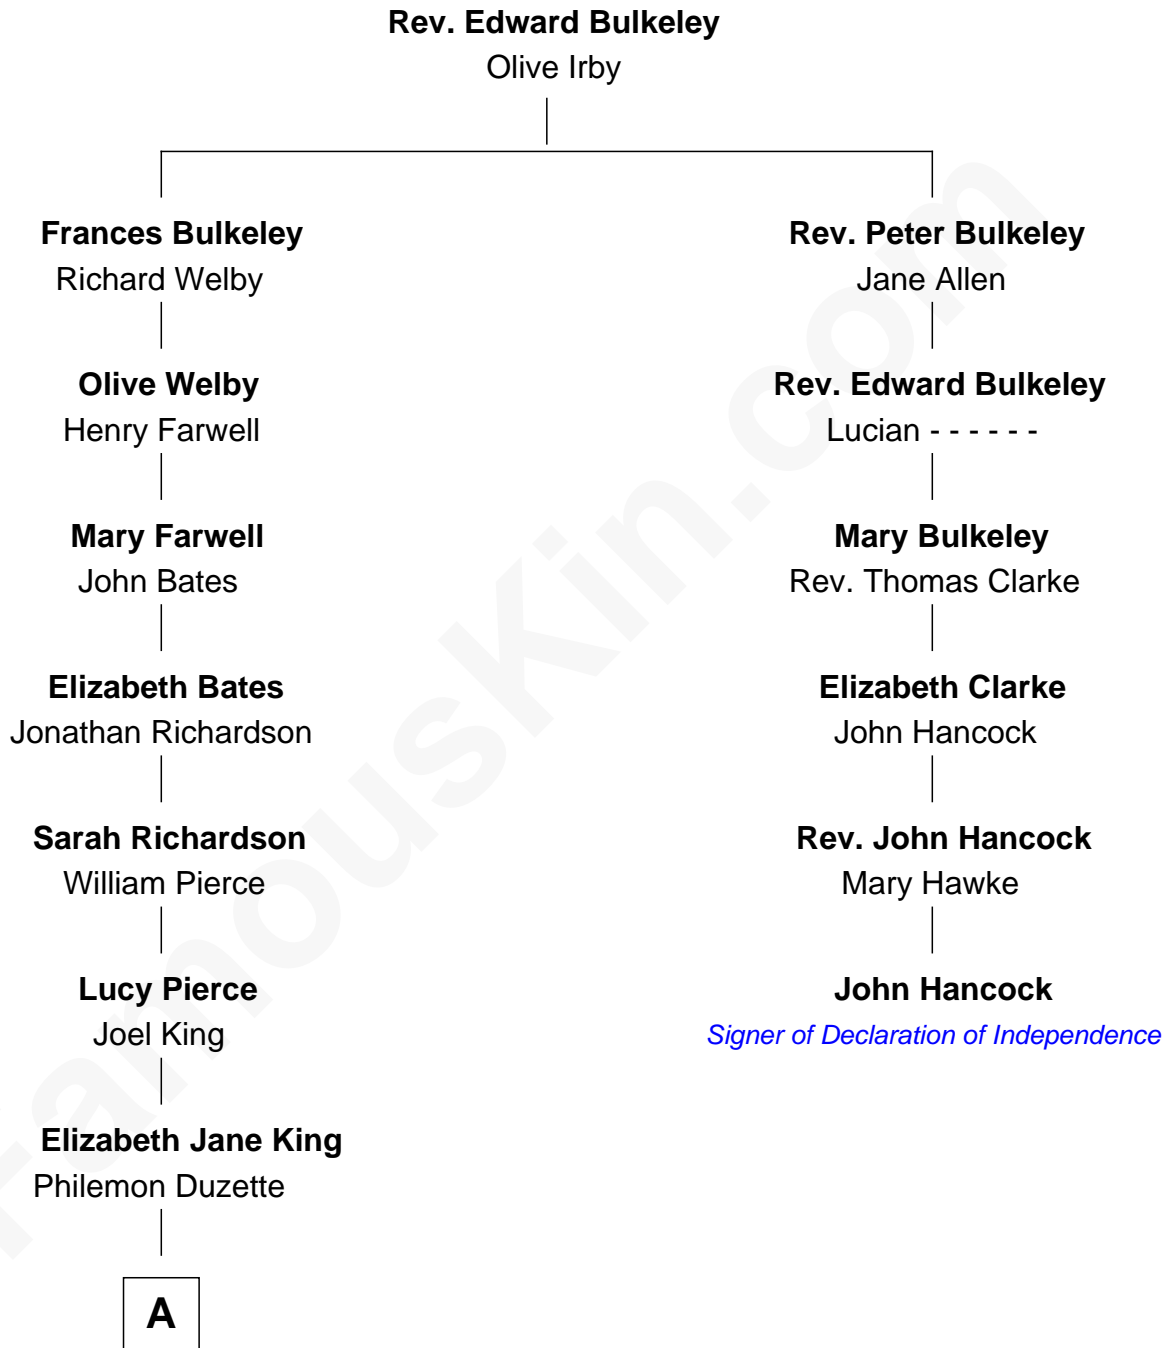 Rev. Edward Bulkeley
Olive Irby
Frances Bulkeley
Richard Welby
Rev. Peter Bulkeley
Jane Allen
Olive Welby
Henry Farwell
Rev. Edward Bulkeley
Lucian - - - - - -
Mary Farwell
John Bates
Mary Bulkeley
Rev. Thomas Clarke
Elizabeth Bates
Jonathan Richardson
Elizabeth Clarke
John Hancock
Sarah Richardson
William Pierce
Rev. John Hancock
Mary Hawke
Lucy Pierce
Joel King
John Hancock
Signer of Declaration of Independence
Elizabeth Jane King
Philemon Duzette
A
FamousKin.com